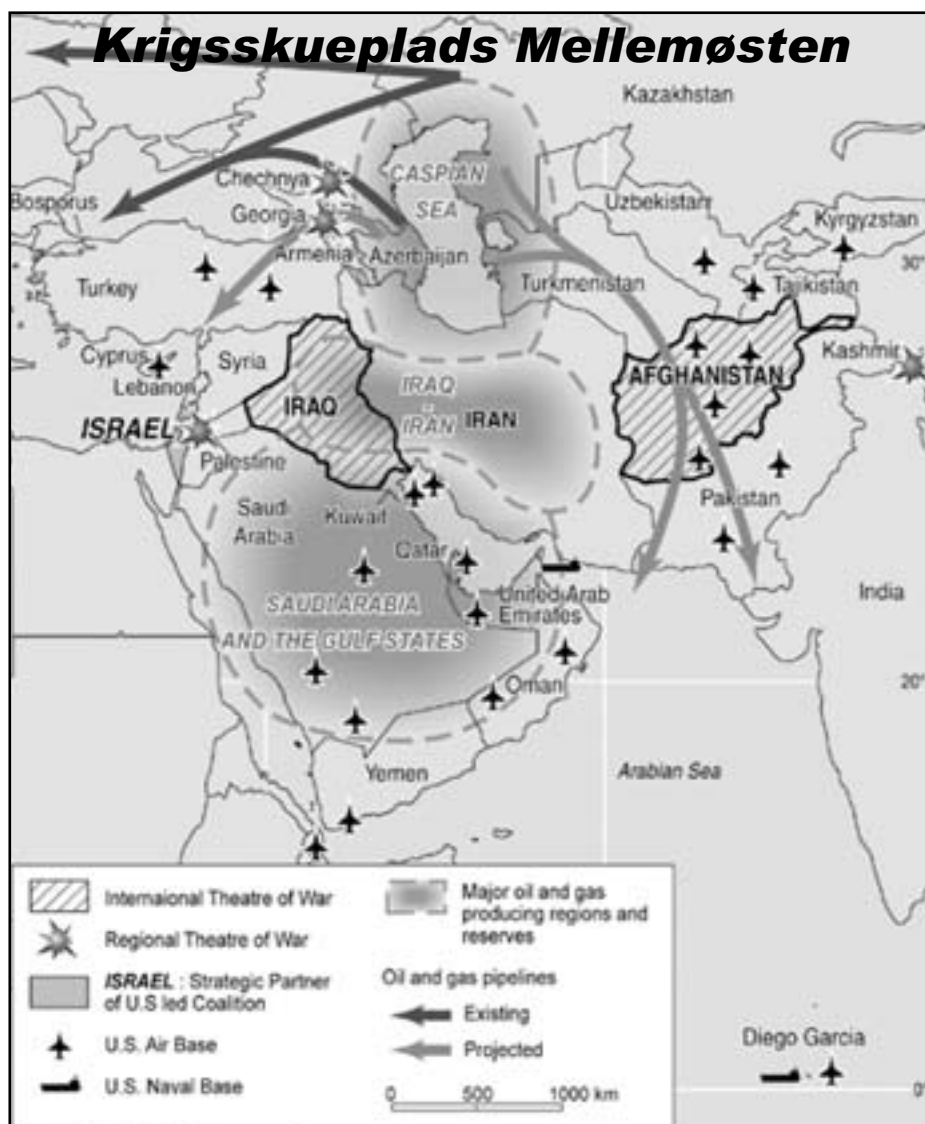 Krigsskueplads Mellemøsten
Kazakhstan
CASPIAN
SEA
Chechnya
Bosporus
Georgia
Uzbekistan
Kyrgyzstan
Armenia
Azerbaijan
30°
Turkey
Turkmenistan
Tajikistan
Cyprus
Syria
Kashmir
Lebanon
AFGHANISTAN
IRAQ
IRAQ
-
IRAN
IRAN
ISRAEL
Palestine
Pakistan
Saudi
Arabia
Kuwait
Qatar
United Arab
Emirates
India
SAUDI ARABIA
AND THE GULF STATES
Oman
20°
Yemen
Arabian Sea
Internaional Theatre of War
Regional Theatre of War
ISRAEL : Strategic Partner
of U.S led Coalition
U.S. Air Base
U.S. Naval Base
Major oil and gas
producing regions and
reserves
Oil and gas pipelines
Existing
Projected
0 500 1000 km
Diego Garcia
0°